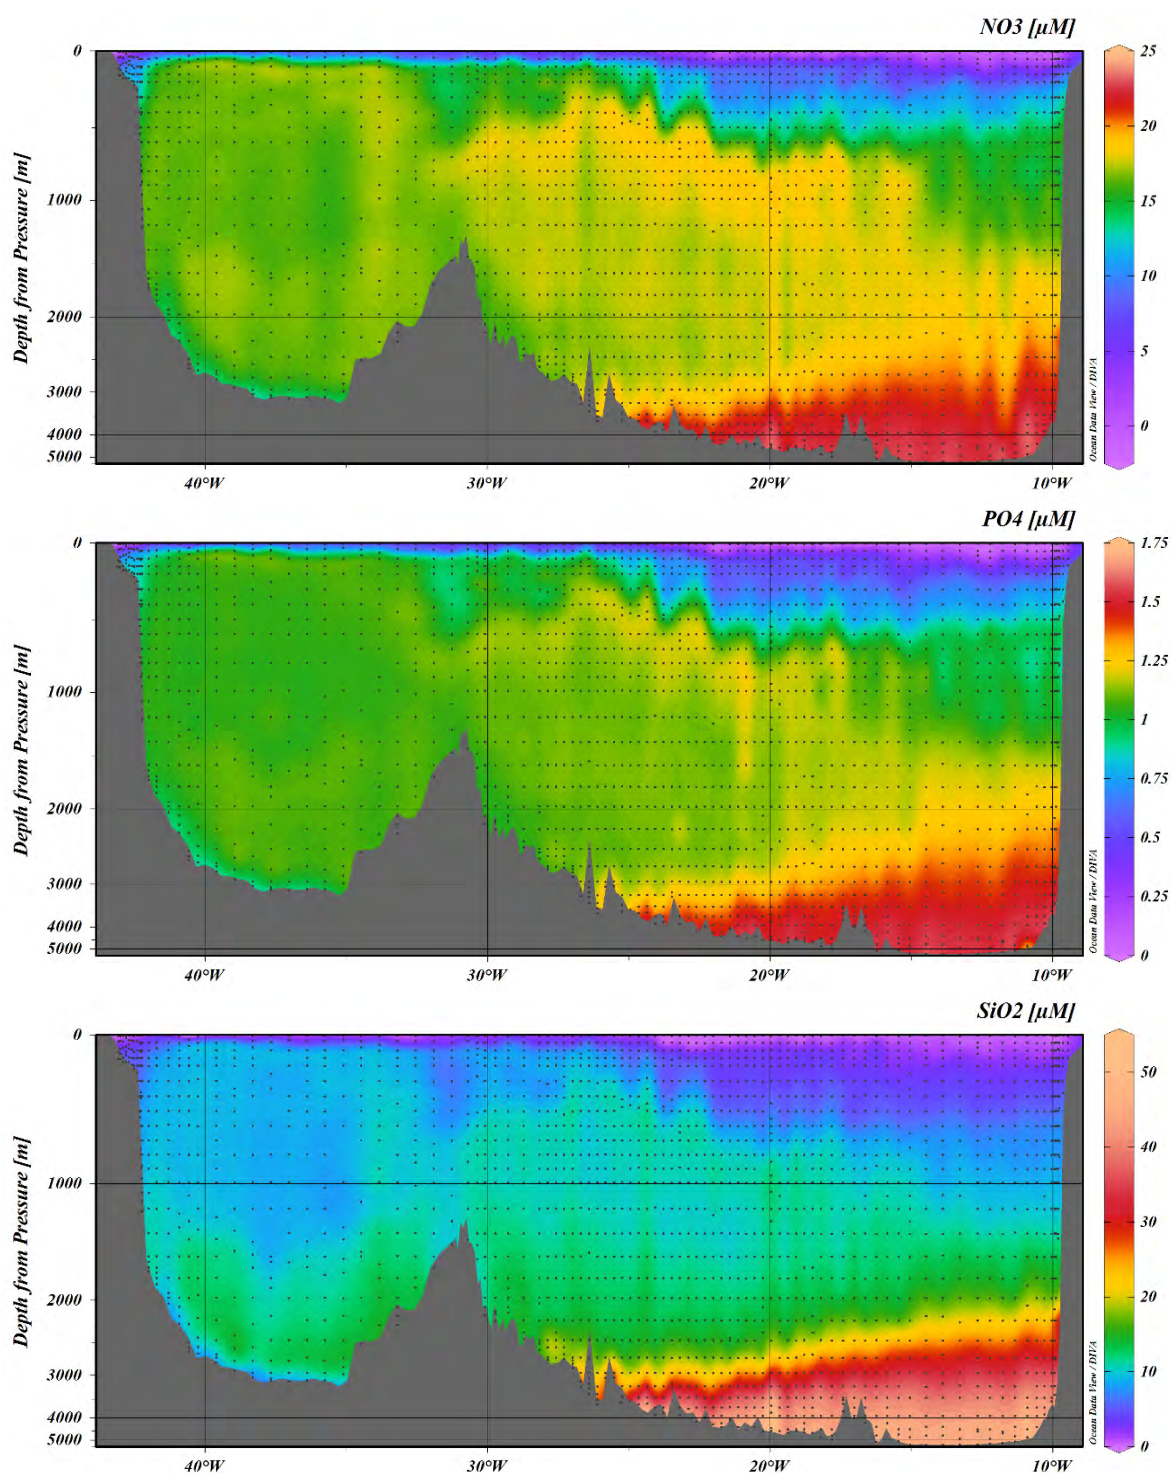 NO3 [µM]
0
1000
2000
3000
4000
5000
Depth from Pressure [m]
40°W
30°W
20°W
10°W
25
20
15
10
5
0
Ocean Data View / DIVA
PO4 [µM]
0
1000
2000
3000
4000
5000
Depth from Pressure [m]
40°W
30°W
20°W
10°W
1.75
1.5
1.25
1
0.75
0.5
0.25
0
Ocean Data View / DIVA
SiO2 [µM]
0
1000
2000
3000
4000
5000
Depth from Pressure [m]
40°W
30°W
20°W
10°W
50
40
30
20
10
0
Ocean Data View / DIVA